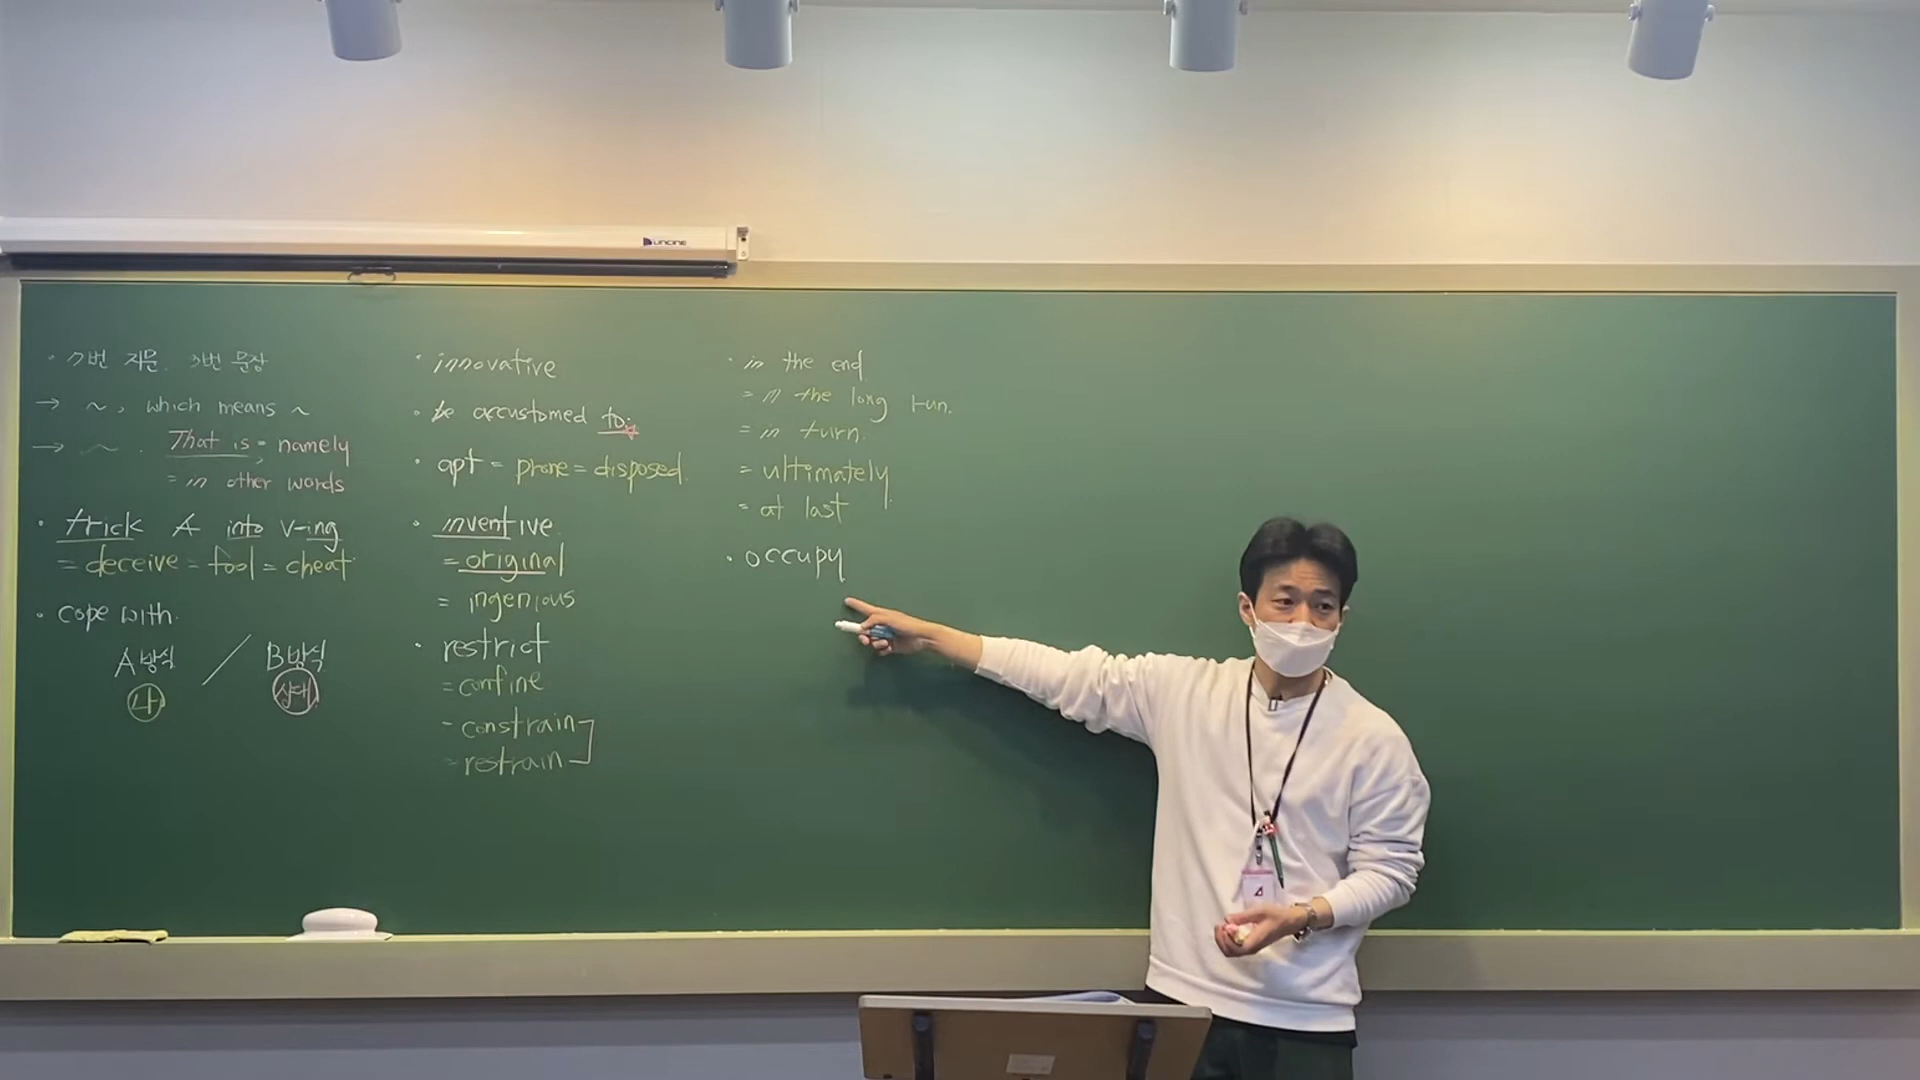 · 7번 지문. 3번 문장
→ ~, which means ~
→ ~. That is, = namely
= in other words
· trick A into v-ing
= deceive = fool = cheat
· cope with.
A방식 / B방식
나 상대
· innovative
· be accustomed to
· apt = prone = disposed.
· inventive
= original
= ingenious
· restrict
= confine
- constrain
= restrain
· in the end
= in the long run.
= in turn.
= ultimately
= at last
· occupy
UNCINE